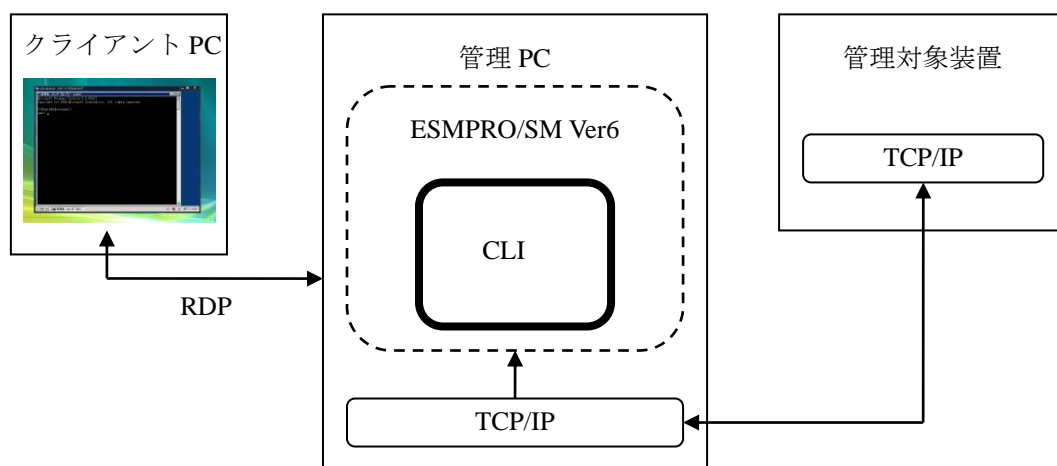 クライアント PC
管理 PC
管理対象装置
ESMPRO/SM Ver6
TCP/IP
CLI
RDP
TCP/IP